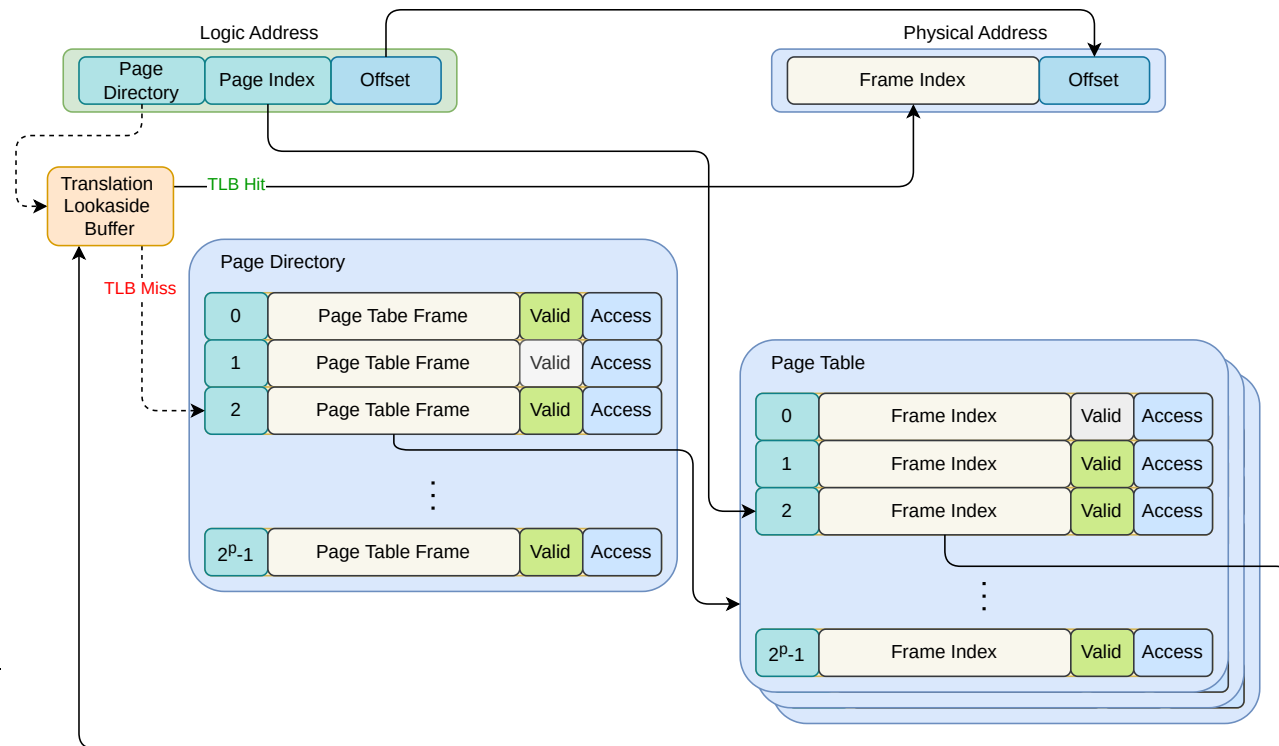 Logic Address
Physical Address
Page
Directory
Page Index
Offset
Frame Index
Offset
Translation
Lookaside
Buffer
TLB Hit
TLB Miss
Page Directory
0 Page Tabe Frame Valid Access
1 Page Table Frame Valid Access
2 Page Table Frame Valid Access
⋮
2ᵖ-1 Page Table Frame Valid Access
Page Table
0 Frame Index Valid Access
1 Frame Index Valid Access
2 Frame Index Valid Access
⋮
2ᵖ-1 Frame Index Valid Access